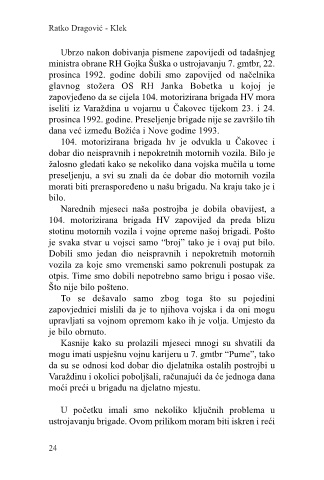 Ratko Dragović - Klek
Ubrzo nakon dobivanja pismene zapovijedi od tadašnjeg
ministra obrane RH Gojka Šuška o ustrojavanju 7. gmtbr, 22.
prosinca 1992. godine dobili smo zapovijed od načelnika
glavnog stožera OS RH Janka Bobetka u kojoj je
zapovjeđeno da se cijela 104. motorizirana brigada HV mora
iseliti iz Varaždina u vojarnu u Čakovec tijekom 23. i 24.
prosinca 1992. godine. Preseljenje brigade nije se završilo tih
dana već između Božića i Nove godine 1993.
104. motorizirana brigada hv je odvukla u Čakovec i
dobar dio neispravnih i nepokretnih motornih vozila. Bilo je
žalosno gledati kako se nekoliko dana vojska mučila u tome
preseljenju, a svi su znali da će dobar dio motornih vozila
morati biti preraspoređeno u našu brigadu. Na kraju tako je i
bilo.
Narednih mjeseci naša postrojba je dobila obavijest, a
104. motorizirana brigada HV zapovijed da preda blizu
stotinu motornih vozila i vojne opreme našoj brigadi. Pošto
je svaka stvar u vojsci samo “broj” tako je i ovaj put bilo.
Dobili smo jedan dio neispravnih i nepokretnih motornih
vozila za koje smo vremenski samo pokrenuli postupak za
otpis. Time smo dobili nepotrebno samo brigu i posao više.
Što nije bilo pošteno.
To se dešavalo samo zbog toga što su pojedini
zapovjednici mislili da je to njihova vojska i da oni mogu
upravljati sa vojnom opremom kako ih je volja. Umjesto da
je bilo obrnuto.
Kasnije kako su prolazili mjeseci mnogi su shvatili da
mogu imati uspješnu vojnu karijeru u 7. gmtbr “Pume”, tako
da su se odnosi kod dobar dio djelatnika ostalih postrojbi u
Varaždinu i okolici poboljšali, računajući da će jednoga dana
moći preći u brigadu na djelatno mjestu.
U početku imali smo nekoliko ključnih problema u
ustrojavanju brigade. Ovom prilikom moram biti iskren i reći
24